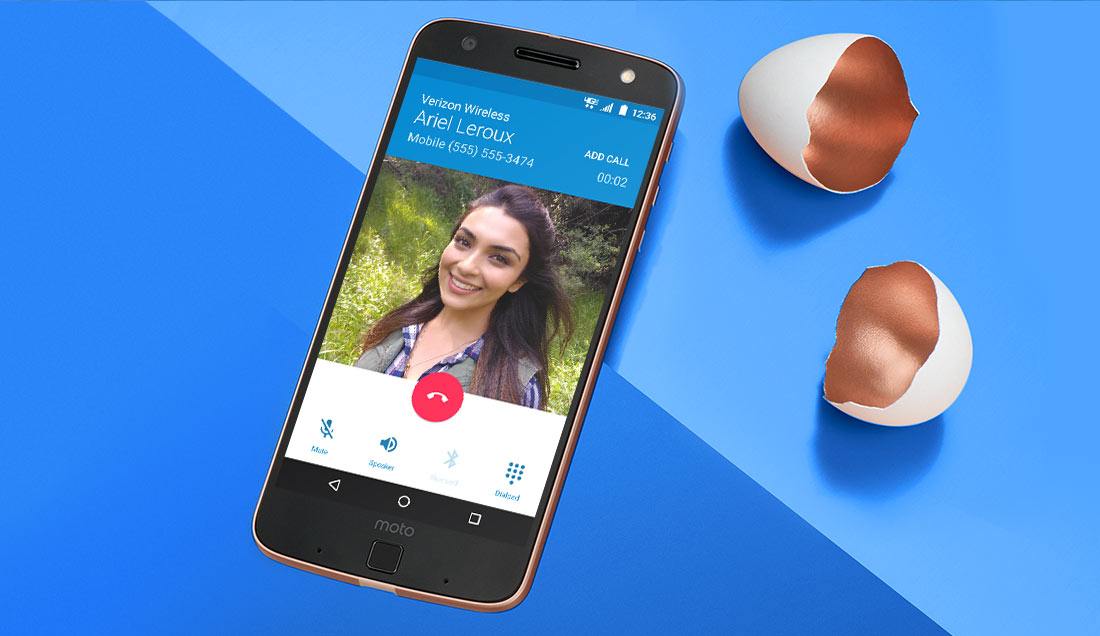 12:36
Verizon Wireless
Ariel Leroux
Mobile (555) 555-3474
ADD CALL
00:02
Mute
Speaker
Dialpad
moto